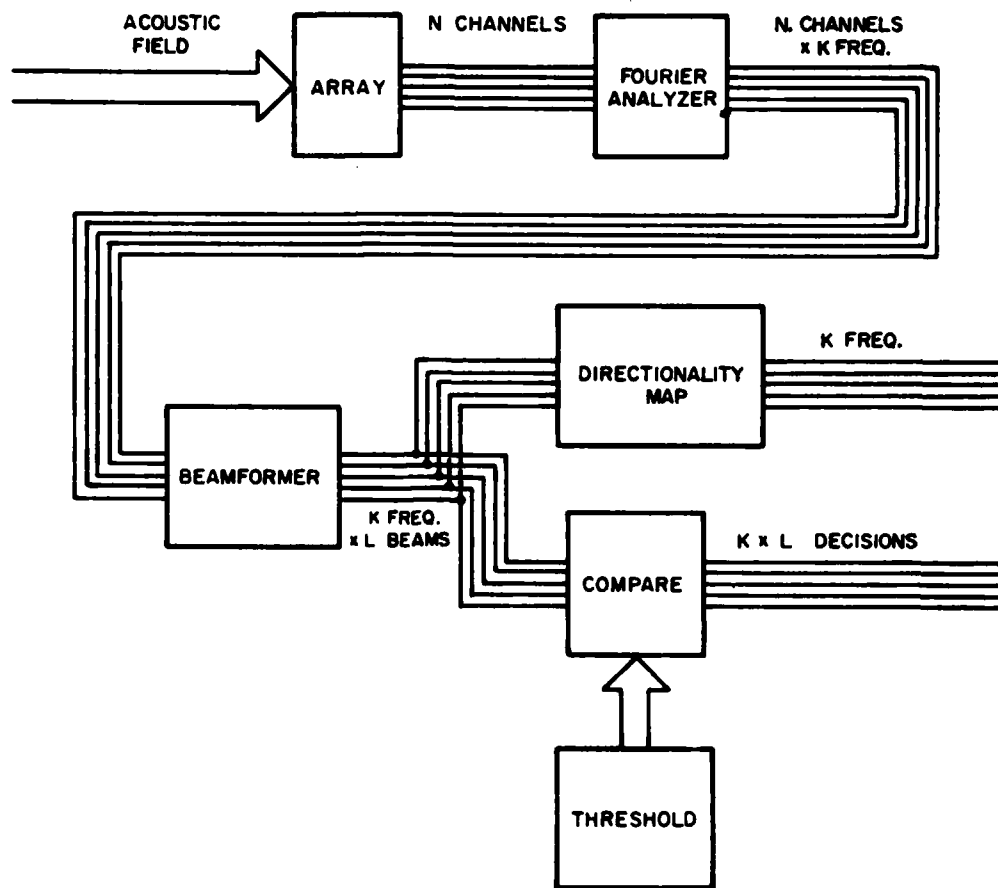 ACOUSTIC
FIELD
N CHANNELS
N. CHANNELS
x K FREQ.
ARRAY
FOURIER
ANALYZER
K FREQ.
DIRECTIONALITY
MAP
BEAMFORMER
K FREQ.
x L BEAMS
K x L DECISIONS
COMPARE
THRESHOLD